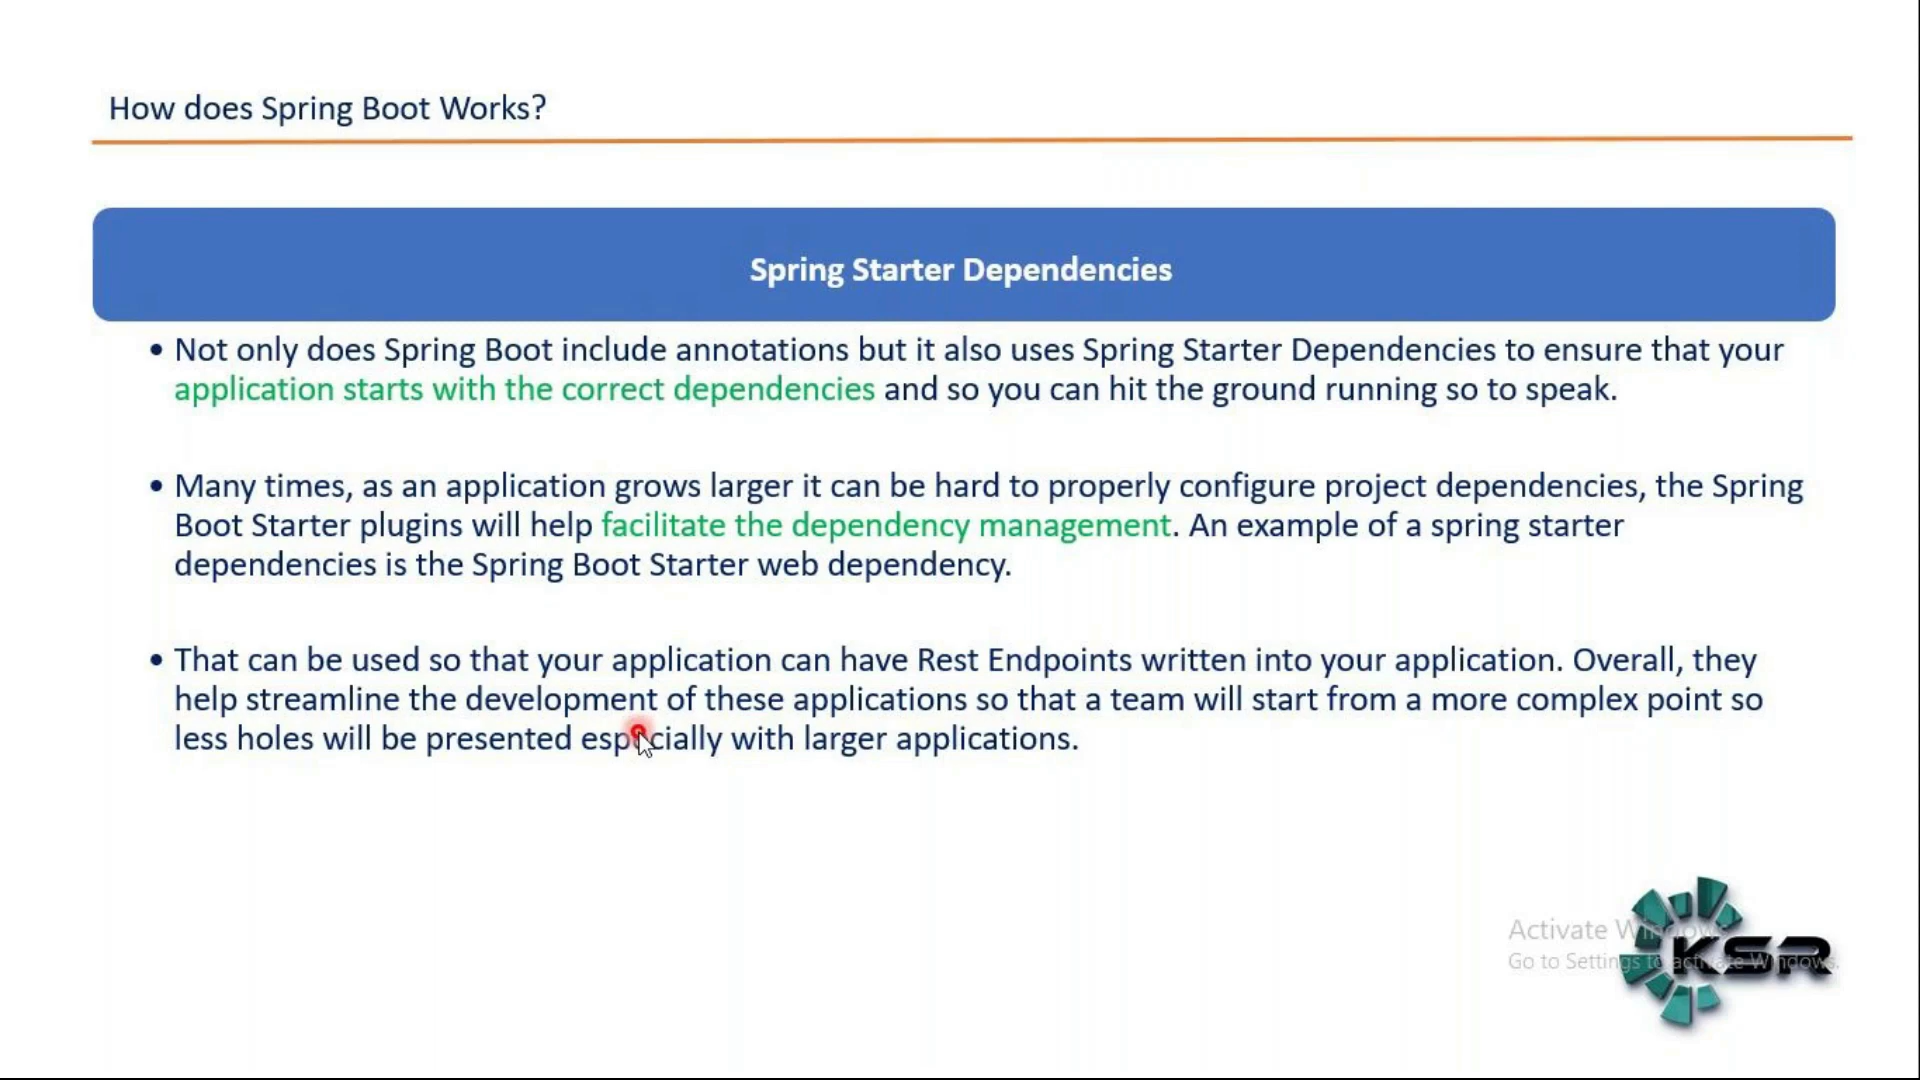 How does Spring Boot Works?
Spring Starter Dependencies
• Not only does Spring Boot include annotations but it also uses Spring Starter Dependencies to ensure that your
application starts with the correct dependencies and so you can hit the ground running so to speak.
• Many times, as an application grows larger it can be hard to properly configure project dependencies, the Spring
Boot Starter plugins will help facilitate the dependency management. An example of a spring starter
dependencies is the Spring Boot Starter web dependency.
• That can be used so that your application can have Rest Endpoints written into your application. Overall, they
help streamline the development of these applications so that a team will start from a more complex point so
less holes will be presented especially with larger applications.
Activate Windows
Go to Settings to activate Windows.
KSR